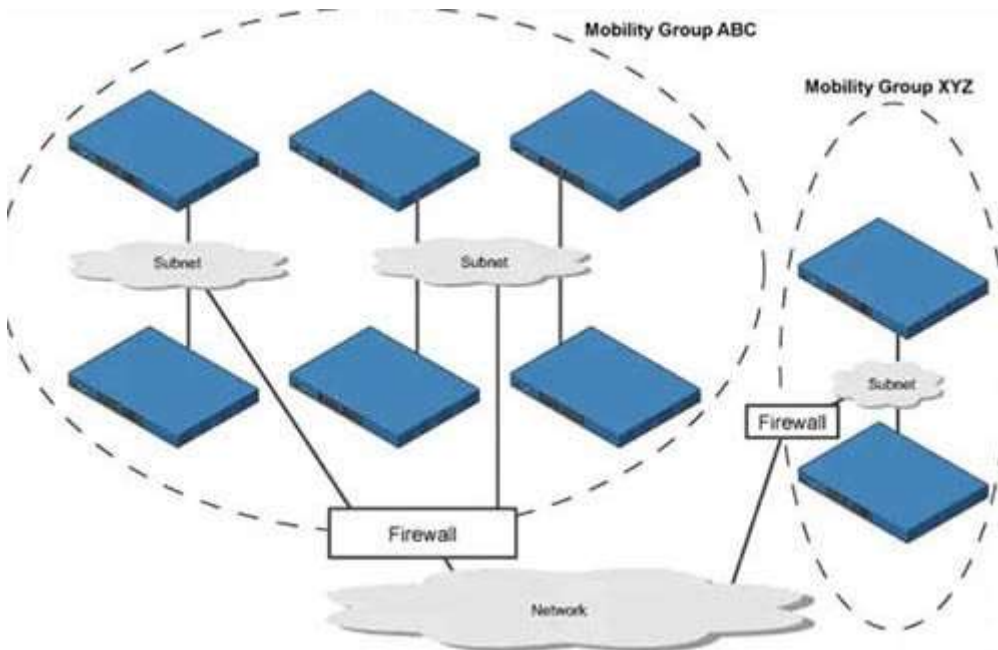 Mobility Group ABC
Mobility Group XYZ
Subnet
Subnet
Subnet
Firewall
Firewall
Network